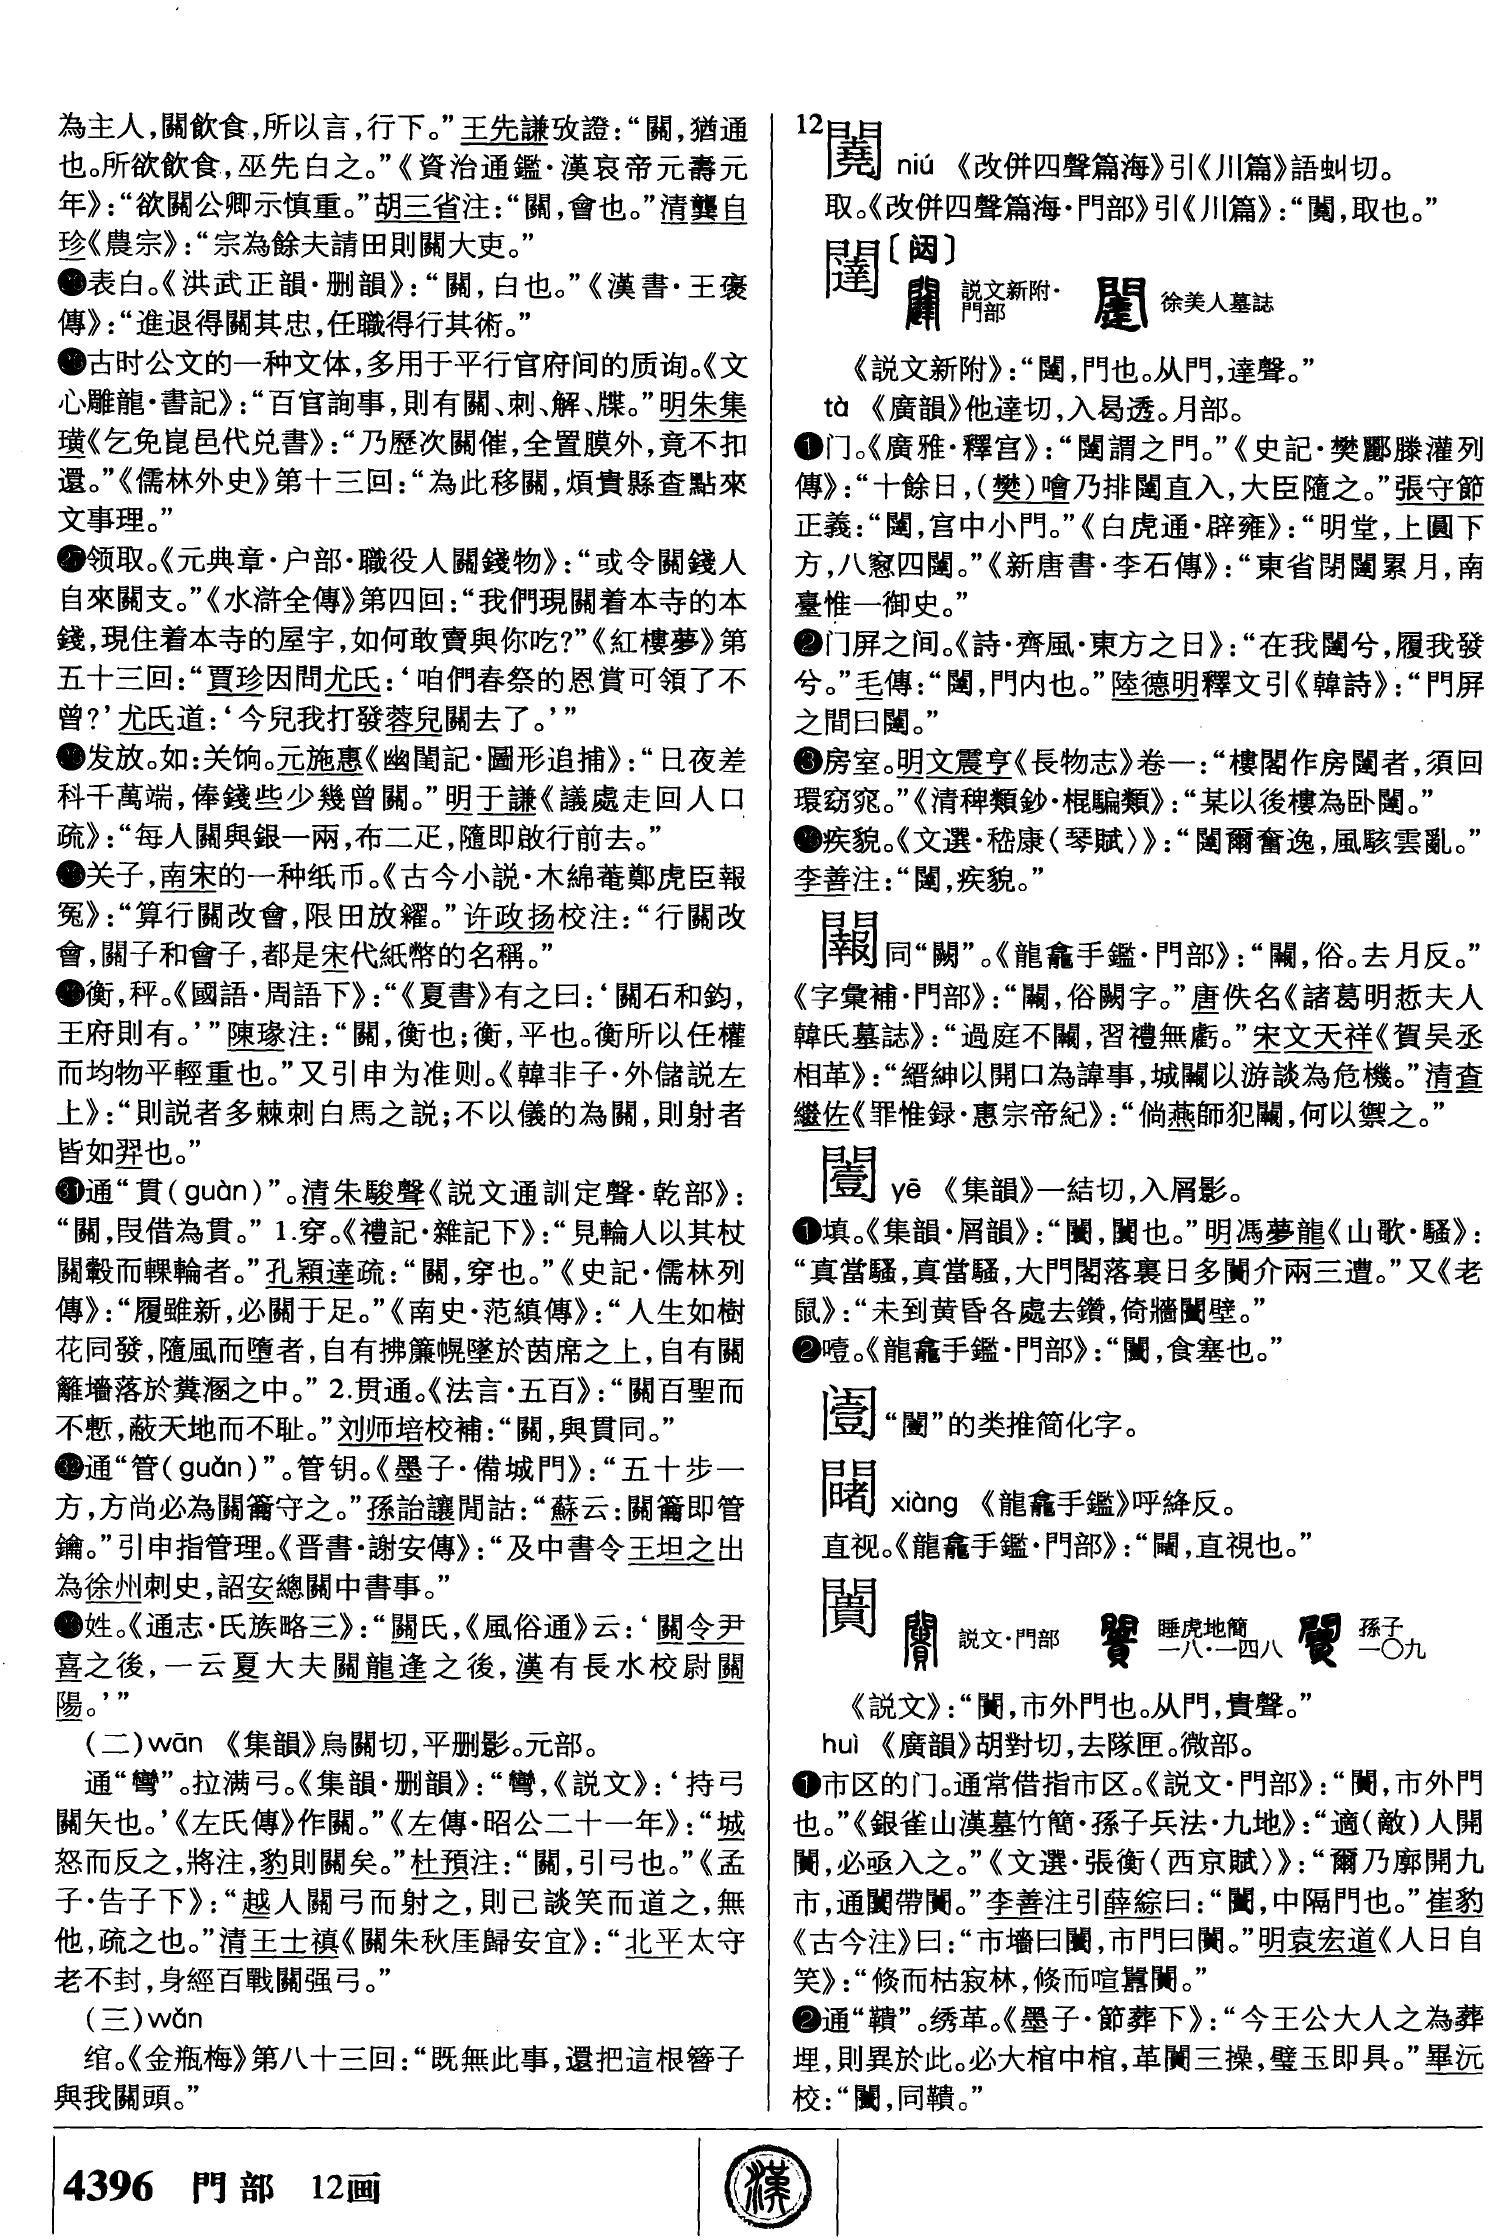 為主人，關飲食，所以言，行下。”王先謙攷證：“關，猶通
也。所欲飲食，巫先白之。”《資治通鑑·漢哀帝元壽元
年》：“欲關公卿示慎重。”胡三省注：“關，會也。”清龔自
珍《農宗》：“宗為餘夫請田則關大吏。”
㉕表白。《洪武正韻·删韻》：“關，白也。”《漢書·王褒
傳》：“進退得關其忠，任職得行其術。”
㉖古时公文的一种文体，多用于平行官府间的质询。《文
心雕龍·書記》：“百官詢事，則有關、刺、解、牒。”明朱集
璜《乞免崑邑代兑書》：“乃歷次關催，全置膜外，竟不扣
還。”《儒林外史》第十三回：“為此移關，煩貴縣查點來
文事理。”
㉗领取。《元典章·户部·職役人關錢物》：“或令關錢人
自來關支。”《水滸全傳》第四回：“我們現關着本寺的本
錢，現住着本寺的屋宇，如何敢賣與你吃?”《紅樓夢》第
五十三回：“賈珍因問尤氏：‘咱們春祭的恩賞可領了不
曾?’尤氏道：‘今兒我打發蓉兒關去了。’”
㉘发放。如：关饷。元施惠《幽閨記·圖形追捕》：“日夜差
科千萬端，俸錢些少幾曾關。”明于謙《議處走回人口
疏》：“每人關與銀一兩，布二疋，隨即啟行前去。”
㉙关子，南宋的一种纸币。《古今小説·木綿菴鄭虎臣報
冤》：“算行關改會，限田放糴。”许政扬校注：“行關改
會，關子和會子，都是宋代紙幣的名稱。”
㉚衡，秤。《國語·周語下》：“《夏書》有之曰：‘關石和鈞，
王府則有。’”陳瑑注：“關，衡也；衡，平也。衡所以任權
而均物平輕重也。”又引申为准则。《韓非子·外儲説左
上》：“則説者多棘刺白馬之説；不以儀的為關，則射者
皆如羿也。”
㉛通“貫(guàn)”。清朱駿聲《説文通訓定聲·乾部》：
“關，叚借為貫。” 1.穿。《禮記·雜記下》：“見輪人以其杖
關轂而輠輪者。”孔穎達疏：“關，穿也。”《史記·儒林列
傳》：“履雖新，必關于足。”《南史·范縝傳》：“人生如樹
花同發，隨風而墮者，自有拂簾幌墜於茵席之上，自有關
籬墻落於糞溷之中。” 2.贯通。《法言·五百》：“關百聖而
不慙，蔽天地而不耻。”刘师培校補：“關，與貫同。”
㉜通“管(guǎn)”。管钥。《墨子·備城門》：“五十步一
方，方尚必為關籥守之。”孫詒讓閒詁：“蘇云：關籥即管
鑰。”引申指管理。《晋書·謝安傳》：“及中書令王坦之出
為徐州刺史，詔安總關中書事。”
㉝姓。《通志·氏族略三》：“關氏，《風俗通》云：‘關令尹
喜之後，一云夏大夫關龍逢之後，漢有長水校尉關
陽。’”
(二)wān 《集韻》烏關切，平删影。元部。
通“彎”。拉满弓。《集韻·删韻》：“彎，《説文》：‘持弓
關矢也。’《左氏傳》作關。”《左傳·昭公二十一年》：“城
怒而反之，將注，豹則關矣。”杜預注：“關，引弓也。”《孟
子·告子下》：“越人關弓而射之，則己談笑而道之，無
他，疏之也。”清王士禛《關朱秋厓歸安宜》：“北平太守
老不封，身經百戰關强弓。”
(三)wǎn
绾。《金瓶梅》第八十三回：“既無此事，還把這根簪子
與我關頭。”
12
niú 《改併四聲篇海》引《川篇》語虯切。
取。《改併四聲篇海·門部》引《川篇》：“䦥，取也。”
闥〔闼〕
説文新附·門部 徐美人墓誌
《説文新附》：“闥，門也。从門，達聲。”
tà 《廣韻》他達切，入曷透。月部。
❶门。《廣雅·釋宫》：“闥謂之門。”《史記·樊酈滕灌列
傳》：“十餘日，(樊)噲乃排闥直入，大臣隨之。”張守節
正義：“闥，宫中小門。”《白虎通·辟雍》：“明堂，上圓下
方，八窻四闥。”《新唐書·李石傳》：“東省閉闥累月，南
臺惟一御史。”
❷门屏之间。《詩·齊風·東方之日》：“在我闥兮，履我發
兮。”毛傳：“闥，門内也。”陸德明釋文引《韓詩》：“門屏
之間曰闥。”
❸房室。明文震亨《長物志》卷一：“樓閣作房闥者，須回
環窈窕。”《清稗類鈔·棍騙類》：“某以後樓為卧闥。”
❹疾貌。《文選·嵇康〈琴賦〉》：“闥爾奮逸，風駭雲亂。”
李善注：“闥，疾貌。”
同“闕”。《龍龕手鑑·門部》：“，俗。去月反。”
《字彙補·門部》：“，俗闕字。”唐佚名《諸葛明悊夫人
韓氏墓誌》：“過庭不，習禮無虧。”宋文天祥《賀吴丞
相革》：“縉紳以開口為諱事，城以游談為危機。”清查
繼佐《罪惟録·惠宗帝紀》：“倘燕師犯，何以禦之。”
yē 《集韻》一結切，入屑影。
❶填。《集韻·屑韻》：“，也。”明馮夢龍《山歌·騷》：
“真當騷，真當騷，大門閣落裏日多介兩三遭。”又《老
鼠》：“未到黄昏各處去鑽，倚牆壁。”
❷噎。《龍龕手鑑·門部》：“，食塞也。”
“”的类推简化字。
xiàng 《龍龕手鑑》呼絳反。
直视。《龍龕手鑑·門部》：“，直視也。”
闠
説文·門部 睡虎地簡一八·一四八 孫子一〇九
《説文》：“闠，市外門也。从門，貴聲。”
huì 《廣韻》胡對切，去隊匣。微部。
❶市区的门。通常借指市区。《説文·門部》：“闠，市外門
也。”《銀雀山漢墓竹簡·孫子兵法·九地》：“適(敵)人開
闠，必亟入之。”《文選·張衡〈西京賦〉》：“爾乃廓開九
市，通闤帶闠。”李善注引薛綜曰：“闠，中隔門也。”崔豹
《古今注》曰：“市墻曰闤，市門曰闠。”明袁宏道《人日自
笑》：“倏而枯寂林，倏而喧囂闠。”
❷通“鞼”。绣革。《墨子·節葬下》：“今王公大人之為葬
埋，則異於此。必大棺中棺，革闠三操，璧玉即具。”畢沅
校：“闠，同鞼。”
4396 門部 12画
漢